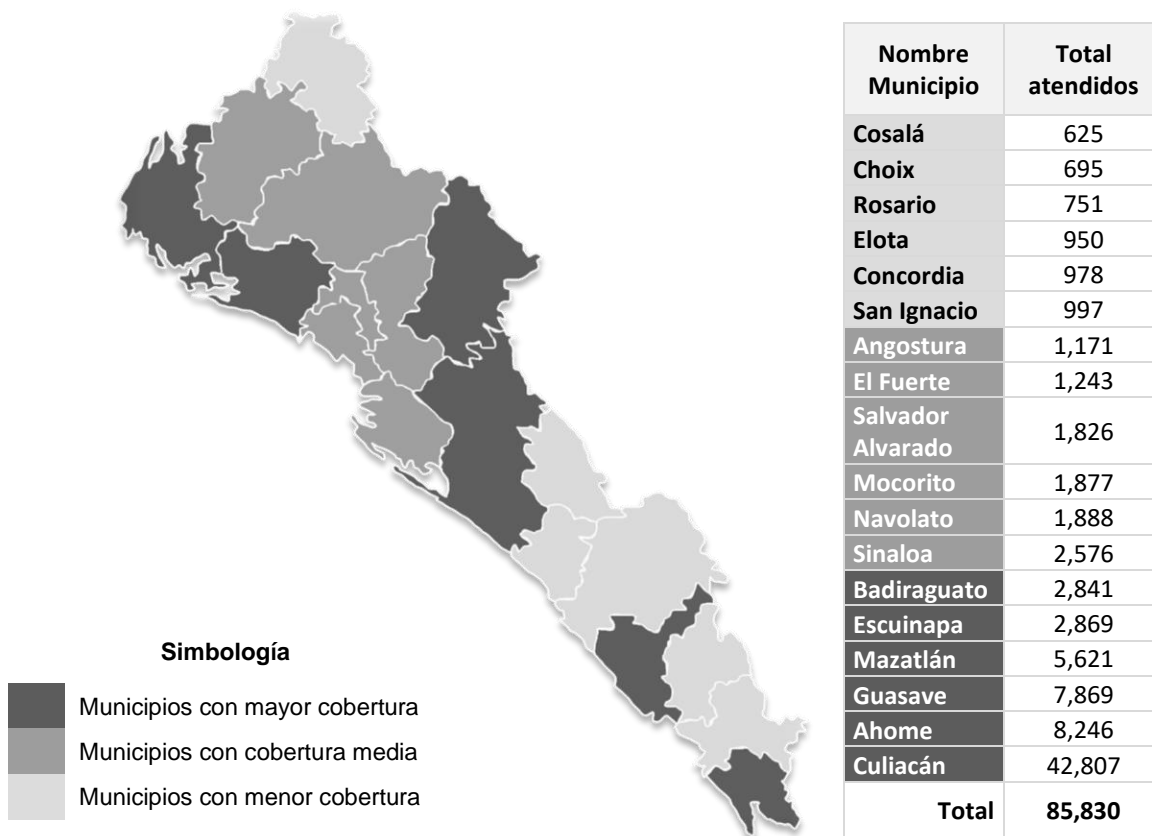 Simbología
Municipios con mayor cobertura
Municipios con cobertura media
Municipios con menor cobertura
Nombre Municipio Total atendidos
Cosalá 625
Choix 695
Rosario 751
Elota 950
Concordia 978
San Ignacio 997
Angostura 1,171
El Fuerte 1,243
Salvador Alvarado 1,826
Mocorito 1,877
Navolato 1,888
Sinaloa 2,576
Badiraguato 2,841
Escuinapa 2,869
Mazatlán 5,621
Guasave 7,869
Ahome 8,246
Culiacán 42,807
Total 85,830